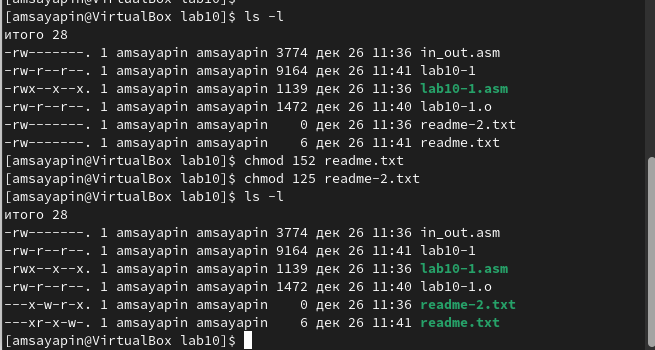 [amsayapin@VirtualBox lab10]$
[amsayapin@VirtualBox lab10]$ ls -l
итого 28
-rw-------. 1 amsayapin amsayapin 3774 дек 26 11:36 in_out.asm
-rw-r--r--. 1 amsayapin amsayapin 9164 дек 26 11:41 lab10-1
-rwx--x--x. 1 amsayapin amsayapin 1139 дек 26 11:36 lab10-1.asm
-rw-r--r--. 1 amsayapin amsayapin 1472 дек 26 11:40 lab10-1.o
-rw-------. 1 amsayapin amsayapin    0 дек 26 11:36 readme-2.txt
-rw-r--r--. 1 amsayapin amsayapin    6 дек 26 11:41 readme.txt
[amsayapin@VirtualBox lab10]$ chmod 152 readme.txt
[amsayapin@VirtualBox lab10]$ chmod 125 readme-2.txt
[amsayapin@VirtualBox lab10]$ ls -l
итого 28
-rw-------. 1 amsayapin amsayapin 3774 дек 26 11:36 in_out.asm
-rw-r--r--. 1 amsayapin amsayapin 9164 дек 26 11:41 lab10-1
-rwx--x--x. 1 amsayapin amsayapin 1139 дек 26 11:36 lab10-1.asm
-rw-r--r--. 1 amsayapin amsayapin 1472 дек 26 11:40 lab10-1.o
---x-w-r-x. 1 amsayapin amsayapin    0 дек 26 11:36 readme-2.txt
---xr-x-w-. 1 amsayapin amsayapin    6 дек 26 11:41 readme.txt
[amsayapin@VirtualBox lab10]$